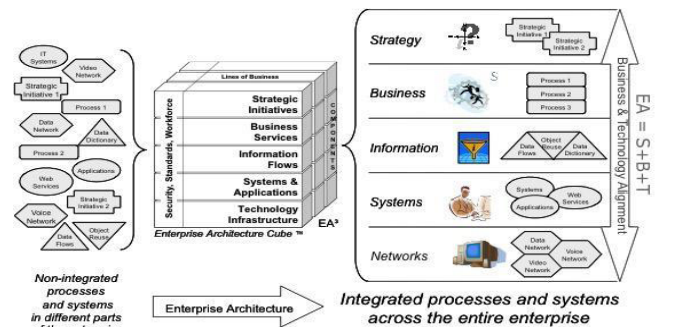 IT
Systems
Video
Network
Strategic
Initiative 1
Process 1
Data
Network
Data
Dictionary
Process 2
Web
Services
Applications
Strategic
Initiative 2
Voice
Network
Data
Flows
Object
Reuse
Non-integrated
processes
and systems
in different parts
Lines of Business
Security, Standards, Workforce
Strategic
Initiatives
Business
Services
Information
Flows
Systems &
Applications
Technology
Infrastructure
COMPONENTS
EA³
Enterprise Architecture Cube ™
Enterprise Architecture
Strategy
Strategic
Initiative 1
Strategic
Initiative 2
Business
S
Process 1
Process 2
Process 3
Information
Data
Flows
Object
Reuse
Data
Dictionary
Systems
Systems
Applications
Web
Services
Networks
Data
Network
Voice
Network
Video
Network
Business & Technology Alignment
EA = S+B+T
Integrated processes and systems
across the entire enterprise